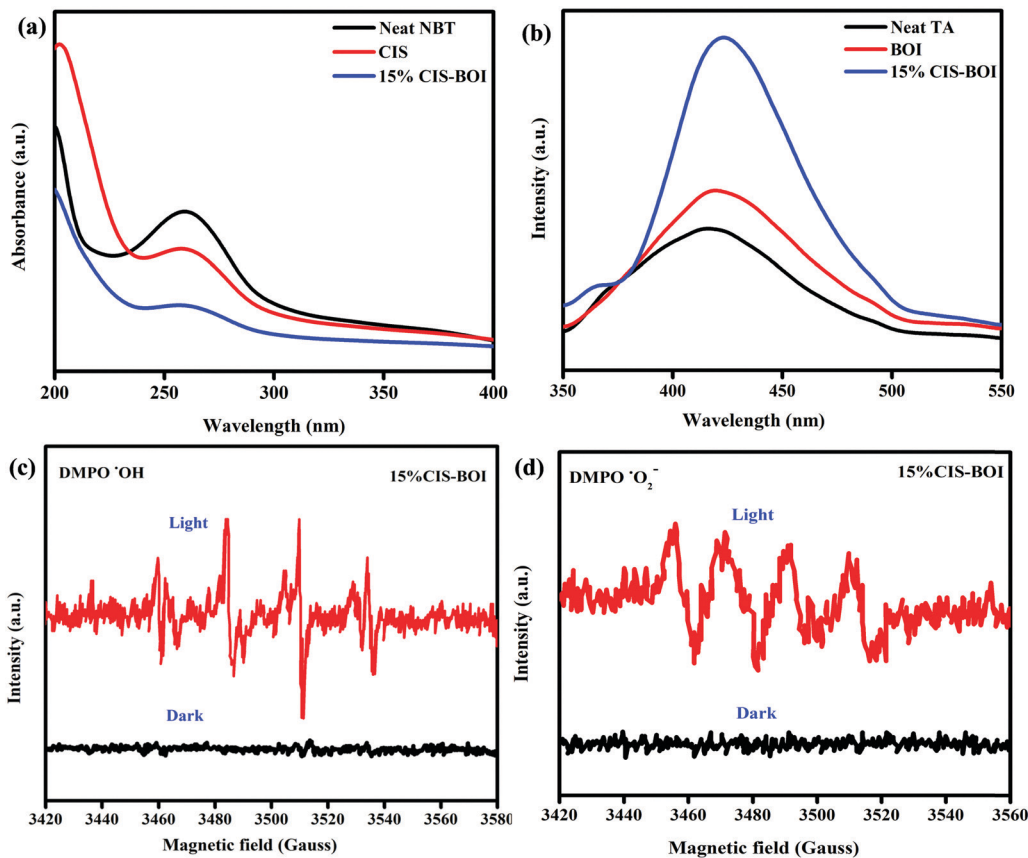 (a)
Neat NBT
CIS
15% CIS-BOI
Absorbance (a.u.)
200 250 300 350 400
Wavelength (nm)
(b)
Neat TA
BOI
15% CIS-BOI
Intensity (a.u.)
350 400 450 500 550
Wavelength (nm)
(c)
DMPO ˙OH
15%CIS-BOI
Light
Dark
Intensity (a.u.)
3420 3440 3460 3480 3500 3520 3540 3560 3580
Magnetic field (Gauss)
(d)
DMPO ˙O₂⁻
15%CIS-BOI
Light
Dark
Intensity (a.u.)
3420 3440 3460 3480 3500 3520 3540 3560
Magnetic field (Gauss)